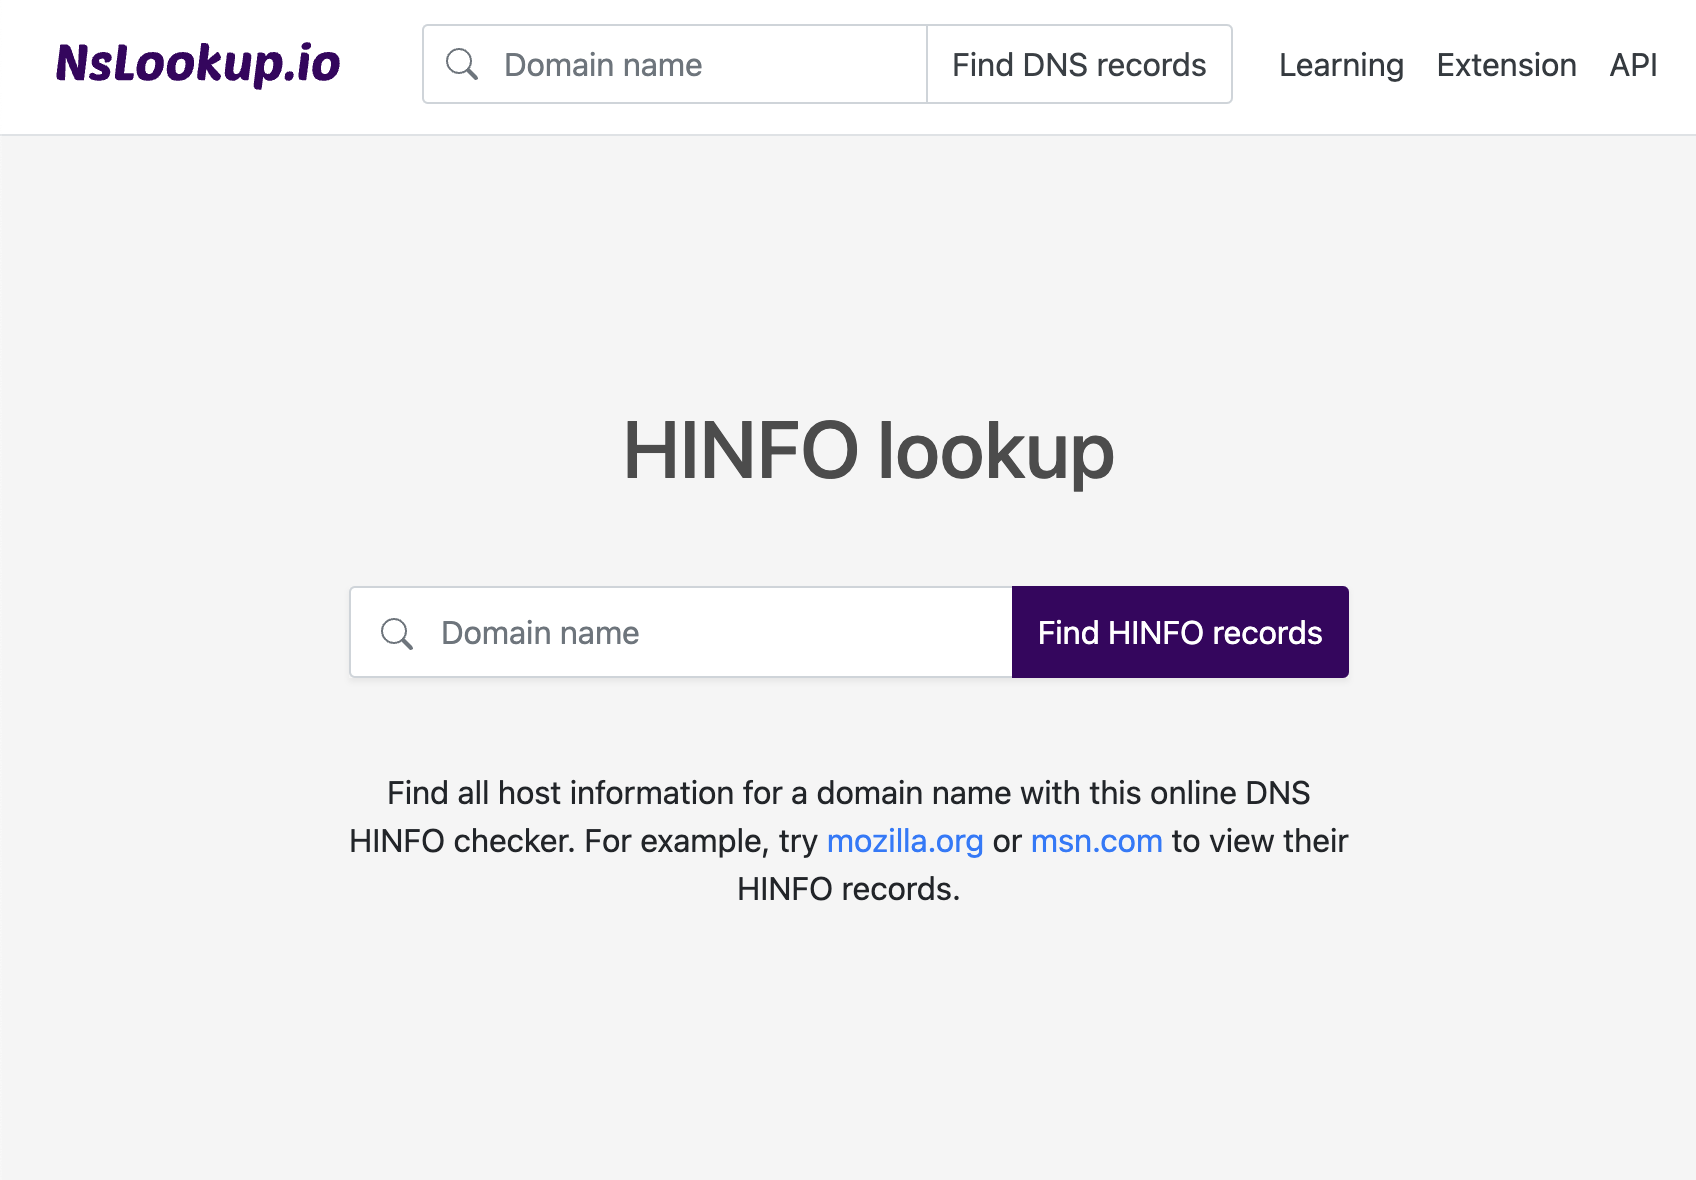 NsLookup.io
Domain name
Find DNS records
Learning
Extension
API
HINFO lookup
Domain name
Find HINFO records
Find all host information for a domain name with this online DNS
HINFO checker. For example, try mozilla.org or msn.com to view their
HINFO records.